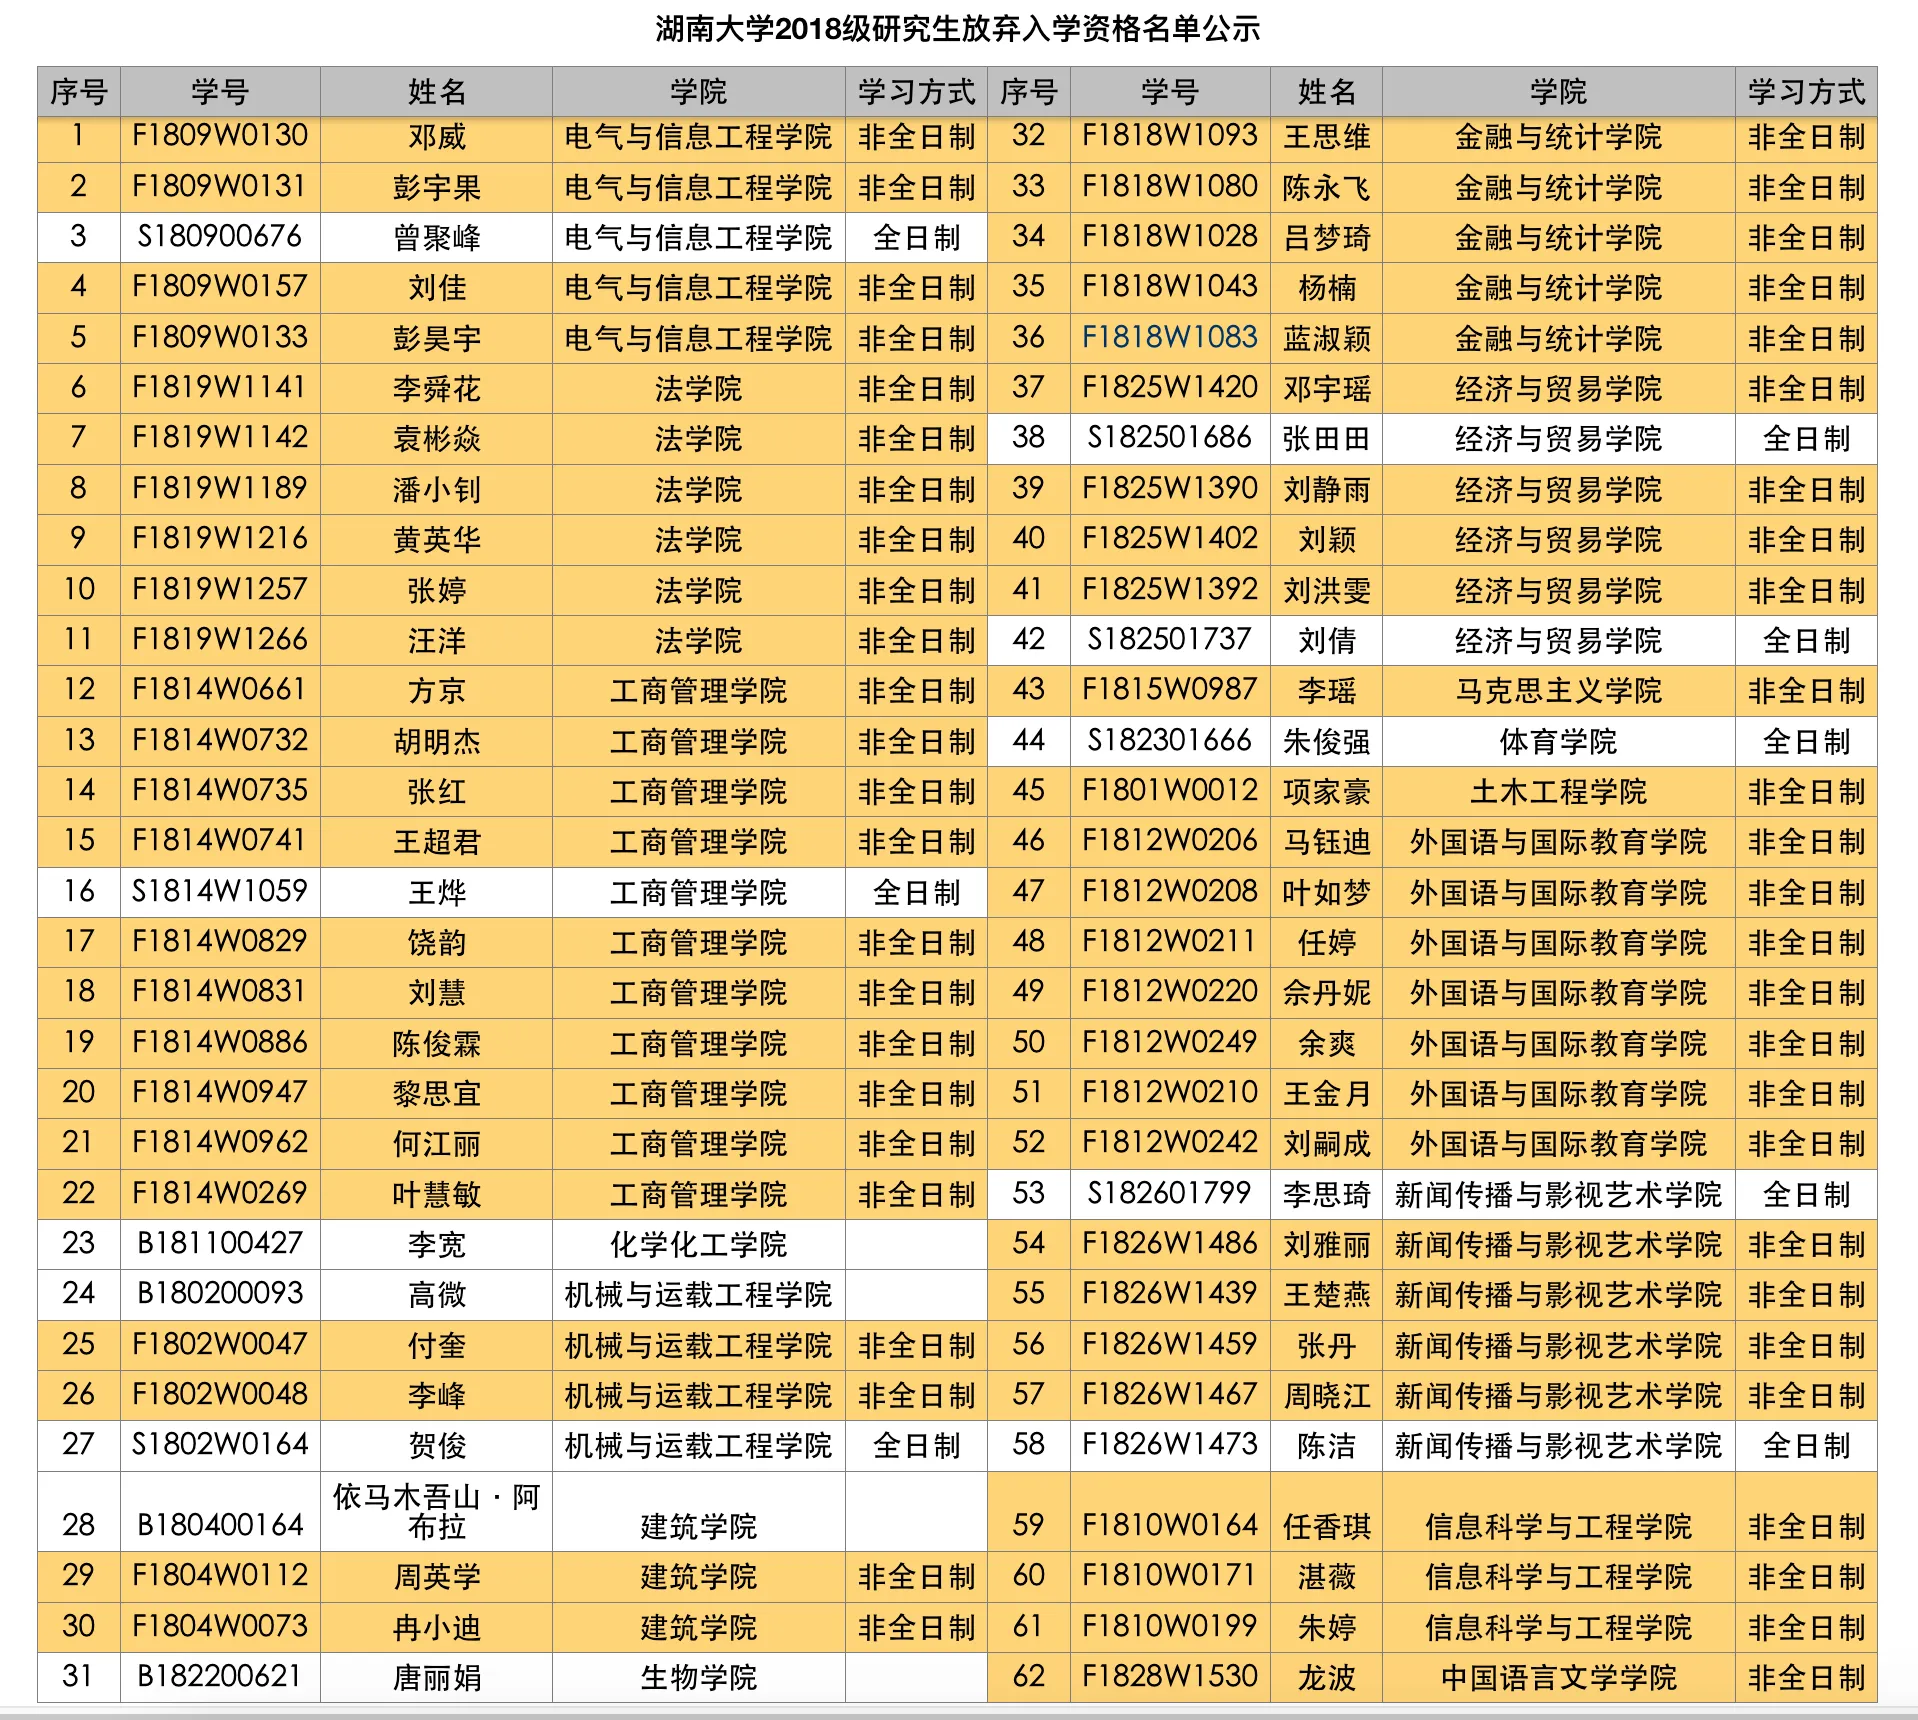 湖南大学2018级研究生放弃入学资格名单公示
序号 学号 姓名 学院 学习方式 序号 学号 姓名 学院 学习方式
1 F1809W0130 邓威 电气与信息工程学院 非全日制 32 F1818W1093 王思维 金融与统计学院 非全日制
2 F1809W0131 彭宇果 电气与信息工程学院 非全日制 33 F1818W1080 陈永飞 金融与统计学院 非全日制
3 S180900676 曾聚峰 电气与信息工程学院 全日制 34 F1818W1028 吕梦琦 金融与统计学院 非全日制
4 F1809W0157 刘佳 电气与信息工程学院 非全日制 35 F1818W1043 杨楠 金融与统计学院 非全日制
5 F1809W0133 彭昊宇 电气与信息工程学院 非全日制 36 F1818W1083 蓝淑颖 金融与统计学院 非全日制
6 F1819W1141 李舜花 法学院 非全日制 37 F1825W1420 邓宇瑶 经济与贸易学院 非全日制
7 F1819W1142 袁彬焱 法学院 非全日制 38 S182501686 张田田 经济与贸易学院 全日制
8 F1819W1189 潘小钊 法学院 非全日制 39 F1825W1390 刘静雨 经济与贸易学院 非全日制
9 F1819W1216 黄英华 法学院 非全日制 40 F1825W1402 刘颖 经济与贸易学院 非全日制
10 F1819W1257 张婷 法学院 非全日制 41 F1825W1392 刘洪雯 经济与贸易学院 非全日制
11 F1819W1266 汪洋 法学院 非全日制 42 S182501737 刘倩 经济与贸易学院 全日制
12 F1814W0661 方京 工商管理学院 非全日制 43 F1815W0987 李瑶 马克思主义学院 非全日制
13 F1814W0732 胡明杰 工商管理学院 非全日制 44 S182301666 朱俊强 体育学院 全日制
14 F1814W0735 张红 工商管理学院 非全日制 45 F1801W0012 项家豪 土木工程学院 非全日制
15 F1814W0741 王超君 工商管理学院 非全日制 46 F1812W0206 马钰迪 外国语与国际教育学院 非全日制
16 S1814W1059 王烨 工商管理学院 全日制 47 F1812W0208 叶如梦 外国语与国际教育学院 非全日制
17 F1814W0829 饶韵 工商管理学院 非全日制 48 F1812W0211 任婷 外国语与国际教育学院 非全日制
18 F1814W0831 刘慧 工商管理学院 非全日制 49 F1812W0220 佘丹妮 外国语与国际教育学院 非全日制
19 F1814W0886 陈俊霖 工商管理学院 非全日制 50 F1812W0249 余爽 外国语与国际教育学院 非全日制
20 F1814W0947 黎思宜 工商管理学院 非全日制 51 F1812W0210 王金月 外国语与国际教育学院 非全日制
21 F1814W0962 何江丽 工商管理学院 非全日制 52 F1812W0242 刘嗣成 外国语与国际教育学院 非全日制
22 F1814W0269 叶慧敏 工商管理学院 非全日制 53 S182601799 李思琦 新闻传播与影视艺术学院 全日制
23 B181100427 李宽 化学化工学院 54 F1826W1486 刘雅丽 新闻传播与影视艺术学院 非全日制
24 B180200093 高微 机械与运载工程学院 55 F1826W1439 王楚燕 新闻传播与影视艺术学院 非全日制
25 F1802W0047 付奎 机械与运载工程学院 非全日制 56 F1826W1459 张丹 新闻传播与影视艺术学院 非全日制
26 F1802W0048 李峰 机械与运载工程学院 非全日制 57 F1826W1467 周晓江 新闻传播与影视艺术学院 非全日制
27 S1802W0164 贺俊 机械与运载工程学院 全日制 58 F1826W1473 陈洁 新闻传播与影视艺术学院 全日制
依马木吾山·阿
28 B180400164 布拉 建筑学院 59 F1810W0164 任香琪 信息科学与工程学院 非全日制
29 F1804W0112 周英学 建筑学院 非全日制 60 F1810W0171 湛薇 信息科学与工程学院 非全日制
30 F1804W0073 冉小迪 建筑学院 非全日制 61 F1810W0199 朱婷 信息科学与工程学院 非全日制
31 B182200621 唐丽娟 生物学院 62 F1828W1530 龙波 中国语言文学学院 非全日制